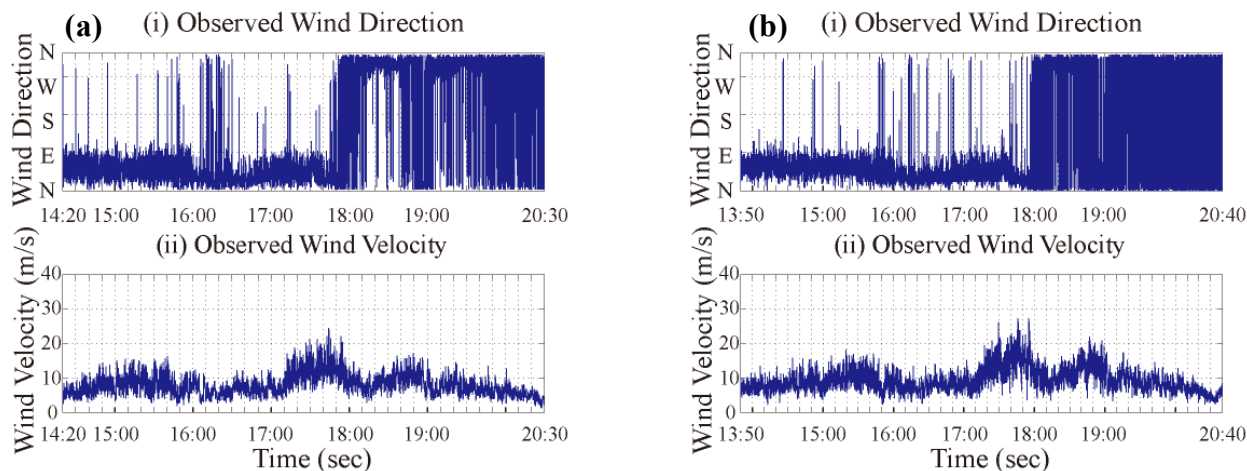 (a) (i) Observed Wind Direction
Wind Direction
N
W
S
E
N
14:20 15:00 16:00 17:00 18:00 19:00 20:30
(ii) Observed Wind Velocity
Wind Velocity (m/s)
40
30
20
10
0
14:20 15:00 16:00 17:00 18:00 19:00 20:30
Time (sec)
(b) (i) Observed Wind Direction
Wind Direction
N
W
S
E
N
13:50 15:00 16:00 17:00 18:00 19:00 20:40
(ii) Observed Wind Velocity
Wind Velocity (m/s)
40
30
20
10
0
13:50 15:00 16:00 17:00 18:00 19:00 20:40
Time (sec)